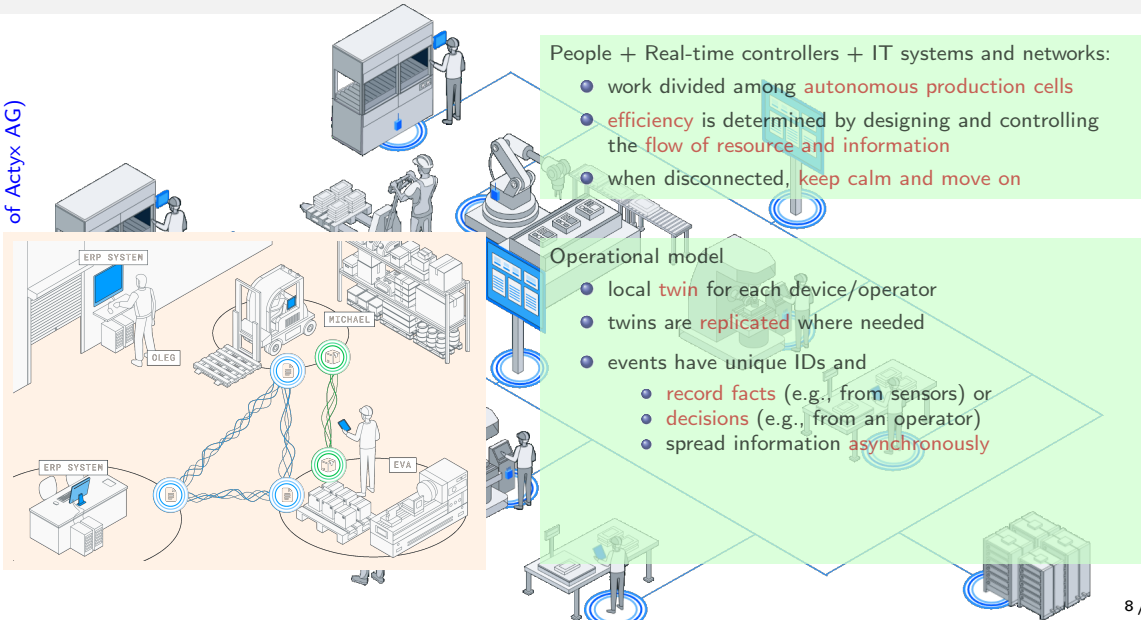 of Actyx AG)
People + Real-time controllers + IT systems and networks:
work divided among autonomous production cells
efficiency is determined by designing and controlling
the flow of resource and information
when disconnected, keep calm and move on
Operational model
local twin for each device/operator
twins are replicated where needed
events have unique IDs and
record facts (e.g., from sensors) or
decisions (e.g., from an operator)
spread information asynchronously
ERP SYSTEM
OLEG
MICHAEL
ERP SYSTEM
EVA
8/